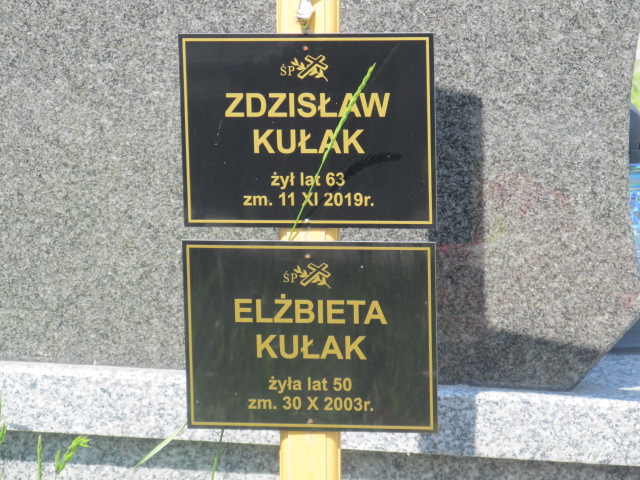 ŚP
ZDZISŁAW
KUŁAK
żył lat 63
zm. 11 XI 2019r.
ŚP
ELŻBIETA
KUŁAK
żyła lat 50
zm. 30 X 2003r.